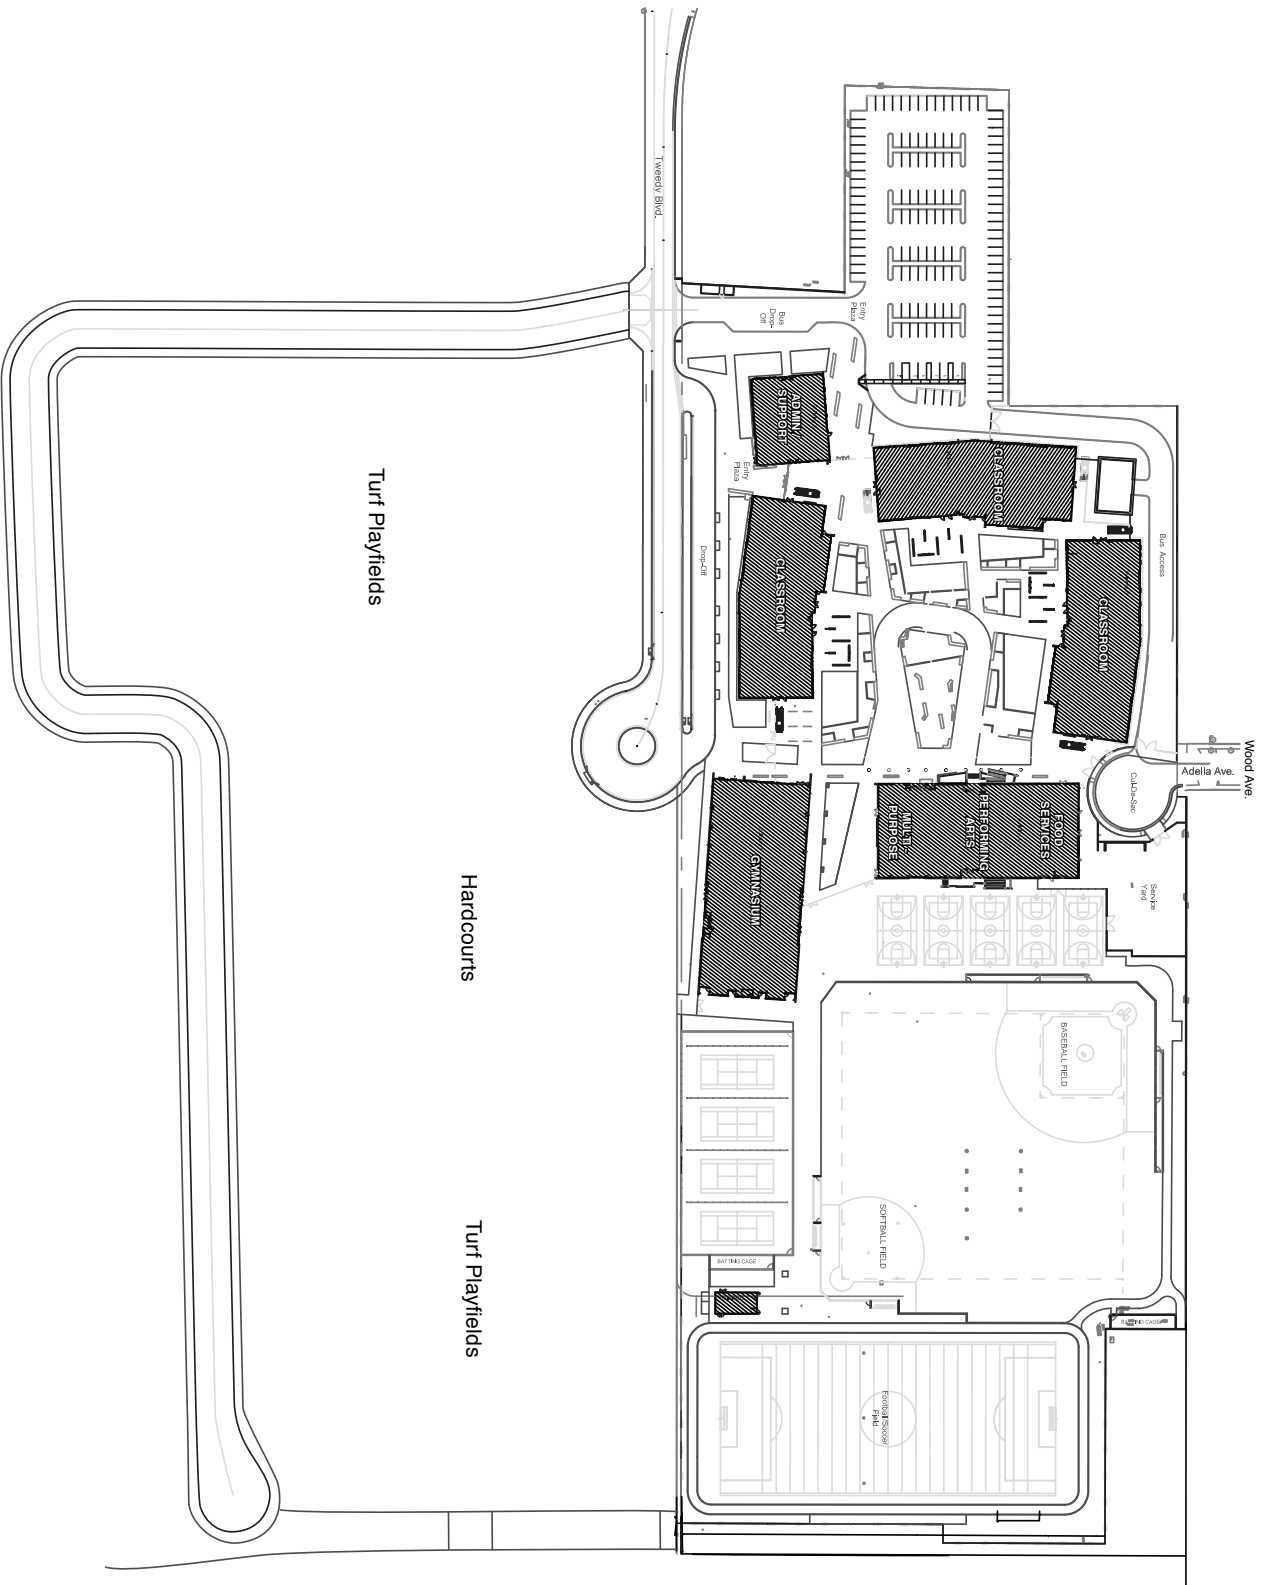 Tweedy Blvd.
Bus
Drop-
Off
Entry
Plaza
ADMIN
SUPPORT
CLASSROOM
Entry
Plaza
Turf Playfields
Drop-Off
CLASSROOM
Bus Access
CLASSROOM
Wood Ave.
Adella Ave.
Cul-De-Sac
FOOD
SERVICES
PERFORMING
ARTS
MULTI
PURPOSE
GYMNASIUM
Service
Yard
Hardcourts
BASEBALL FIELD
SOFTBALL FIELD
BATTING CAGE
BATTING CAGE
Turf Playfields
Football/Soccer
Field